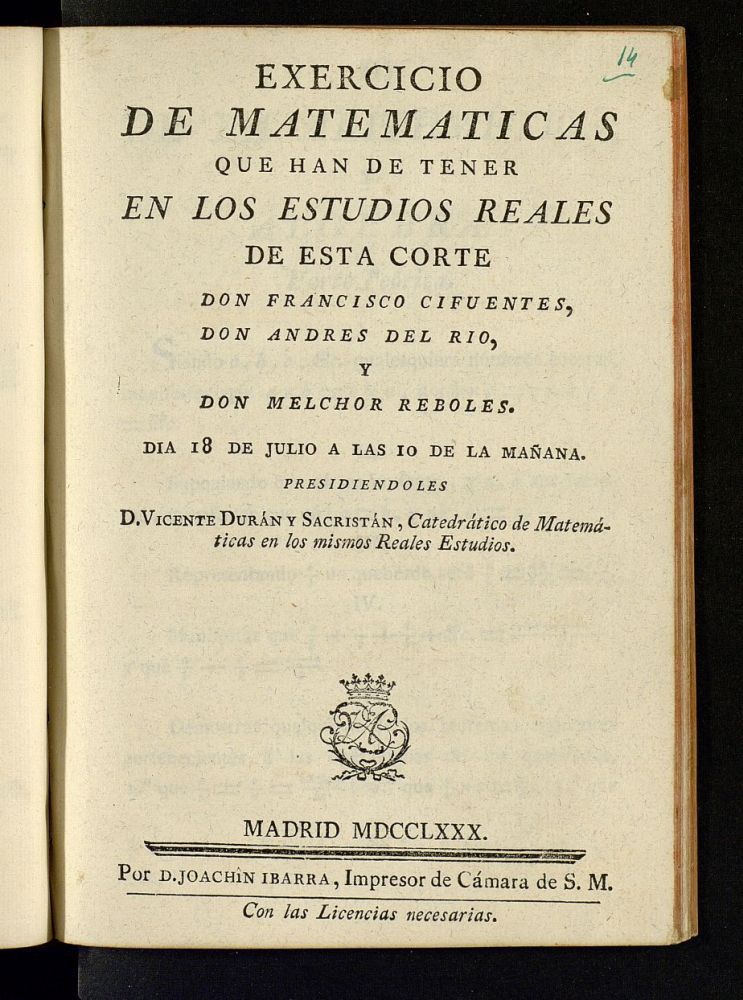 14
EXERCICIO
DE MATEMATICAS
QUE HAN DE TENER
EN LOS ESTUDIOS REALES
DE ESTA CORTE
DON FRANCISCO CIFUENTES,
DON ANDRES DEL RIO,
Y
DON MELCHOR REBOLES.
DIA 18 DE JULIO A LAS 10 DE LA MAÑANA.
PRESIDIENDOLES
D. VICENTE DURÁN Y SACRISTÁN, Catedrático de Matemá-
ticas en los mismos Reales Estudios.
MADRID MDCCLXXX.
Por D. JOACHÎN IBARRA, Impresor de Cámara de S. M.
Con las Licencias necesarias.